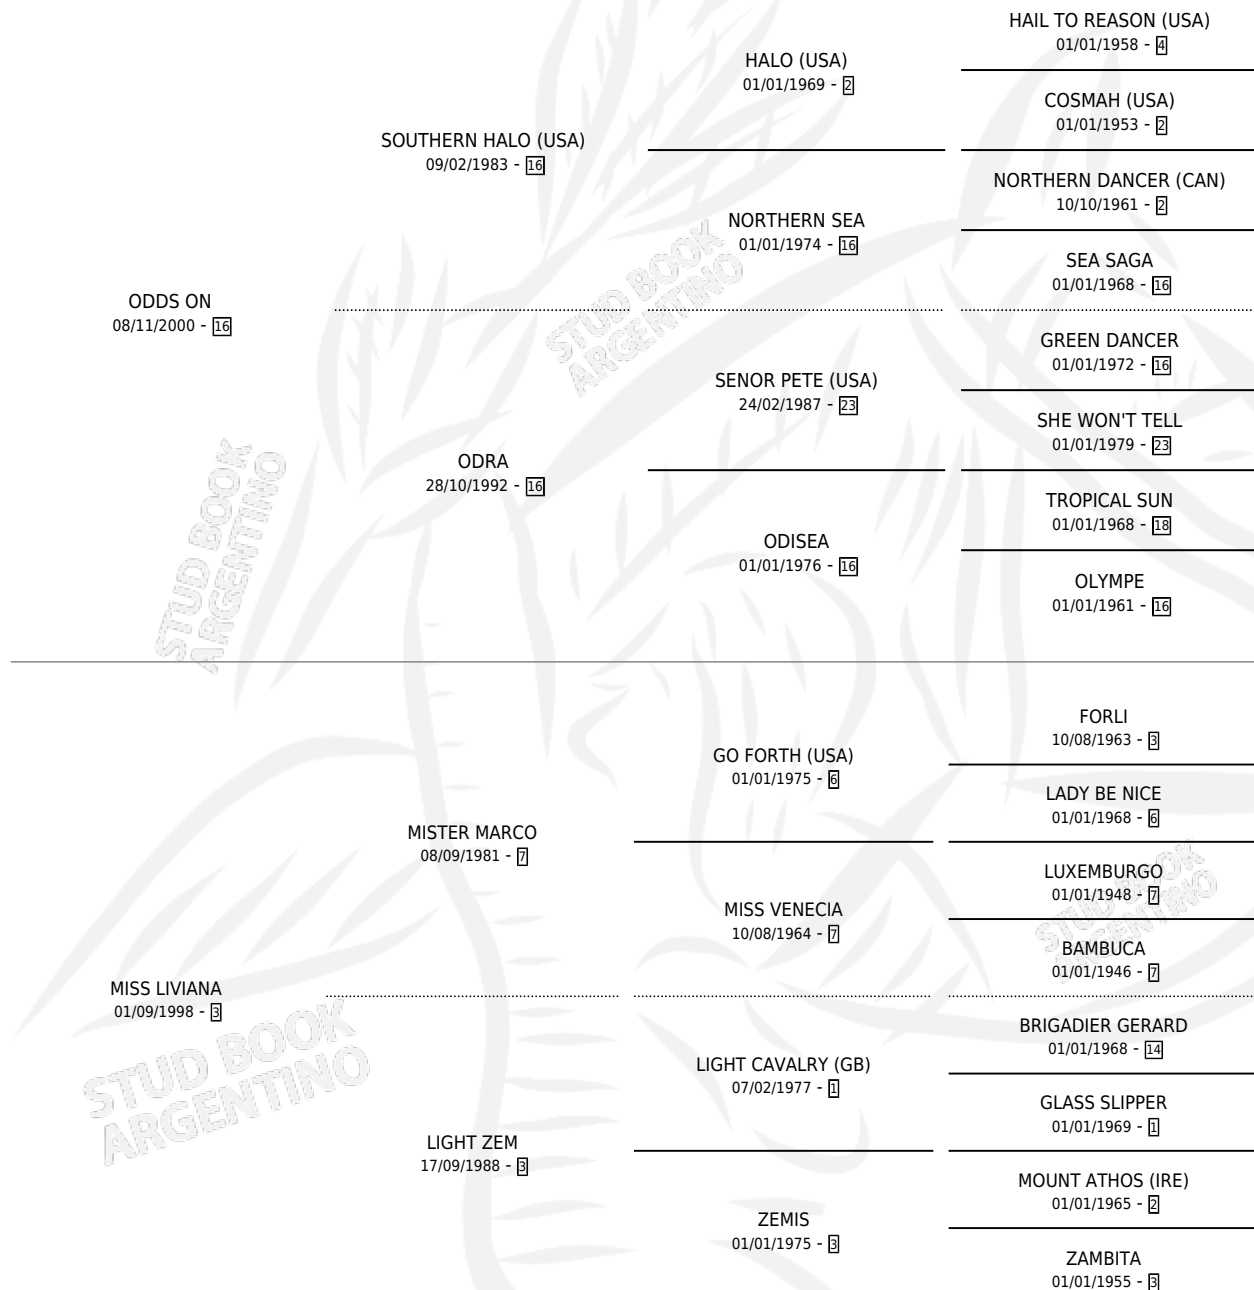 HAIL TO REASON (USA)
01/01/1958 - 4
HALO (USA)
01/01/1969 - 2
COSMAH (USA)
01/01/1953 - 2
SOUTHERN HALO (USA)
09/02/1983 - 16
NORTHERN DANCER (CAN)
10/10/1961 - 2
NORTHERN SEA
01/01/1974 - 16
SEA SAGA
01/01/1968 - 16
ODDS ON
08/11/2000 - 16
GREEN DANCER
01/01/1972 - 16
SENOR PETE (USA)
24/02/1987 - 23
SHE WON'T TELL
01/01/1979 - 23
ODRA
28/10/1992 - 16
TROPICAL SUN
01/01/1968 - 18
ODISEA
01/01/1976 - 16
OLYMPE
01/01/1961 - 16
FORLI
10/08/1963 - 3
GO FORTH (USA)
01/01/1975 - 6
LADY BE NICE
01/01/1968 - 6
MISTER MARCO
08/09/1981 - 7
LUXEMBURGO
01/01/1948 - 7
MISS VENECIA
10/08/1964 - 7
BAMBUCA
01/01/1946 - 7
MISS LIVIANA
01/09/1998 - 3
BRIGADIER GERARD
01/01/1968 - 14
LIGHT CAVALRY (GB)
07/02/1977 - 1
GLASS SLIPPER
01/01/1969 - 1
LIGHT ZEM
17/09/1988 - 3
MOUNT ATHOS (IRE)
01/01/1965 - 2
ZEMIS
01/01/1975 - 3
ZAMBITA
01/01/1955 - 3
STUD BOOK
ARGENTINO
STUD BOOK
ARGENTINO
STUD BOOK
ARGENTINO
STUD BOOK
ARGENTINO